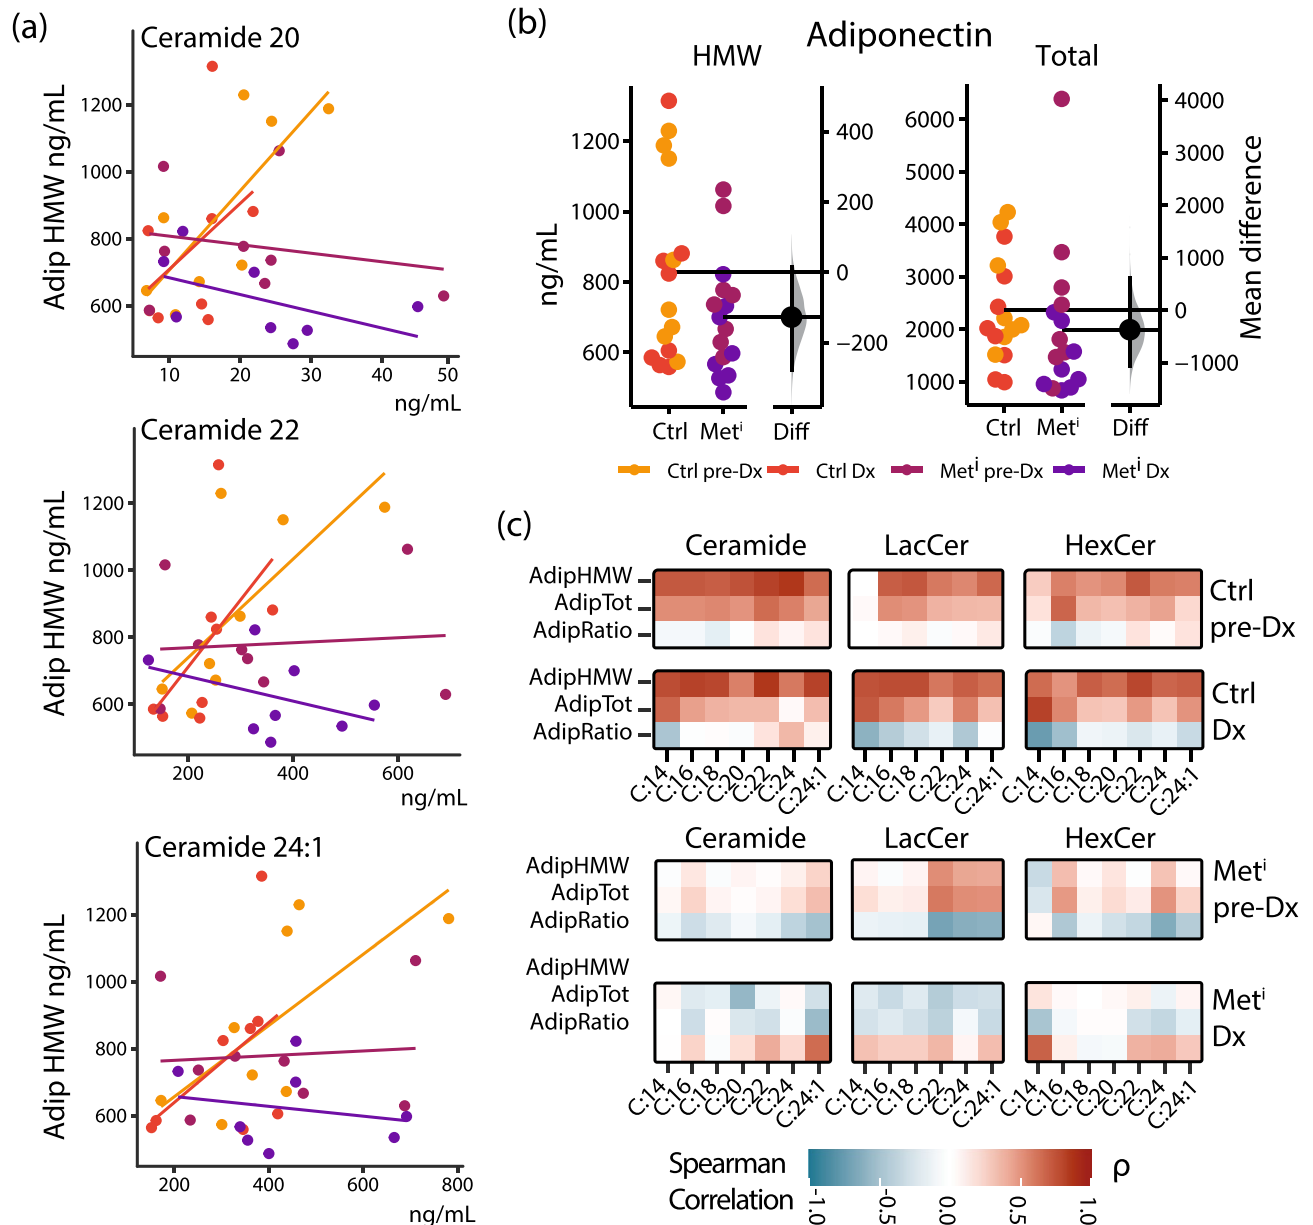 (a)
Ceramide 20
Adip HMW ng/mL
1200
1000
800
600
10
20
30
40
50
ng/mL
Ceramide 22
Adip HMW ng/mL
1200
1000
800
600
200
400
600
ng/mL
Ceramide 24:1
Adip HMW ng/mL
1200
1000
800
600
200
400
600
800
ng/mL
(b)
Adiponectin
HMW
Total
ng/mL
1200
1000
800
600
400
200
0
−200
6000
5000
4000
3000
2000
1000
4000
3000
2000
1000
0
−1000
Mean difference
Ctrl Metⁱ Diff
Ctrl Metⁱ Diff
Ctrl pre-Dx Ctrl Dx Metⁱ pre-Dx Metⁱ Dx
(c)
Ceramide LacCer HexCer
AdipHMW
AdipTot
AdipRatio
Ctrl
pre-Dx
AdipHMW
AdipTot
AdipRatio
Ctrl
Dx
C:14 C:16 C:18 C:20 C:22 C:24 C:24:1
C:14 C:16 C:18 C:22 C:24 C:24:1
C:14 C:16 C:18 C:20 C:22 C:24 C:24:1
Ceramide LacCer HexCer
AdipHMW
AdipTot
AdipRatio
Metⁱ
pre-Dx
AdipHMW
AdipTot
AdipRatio
Metⁱ
Dx
C:14 C:16 C:18 C:20 C:22 C:24 C:24:1
C:14 C:16 C:18 C:22 C:24 C:24:1
C:14 C:16 C:18 C:20 C:22 C:24 C:24:1
Spearman
Correlation
-1.0
-0.5
0.0
0.5
1.0
ρ